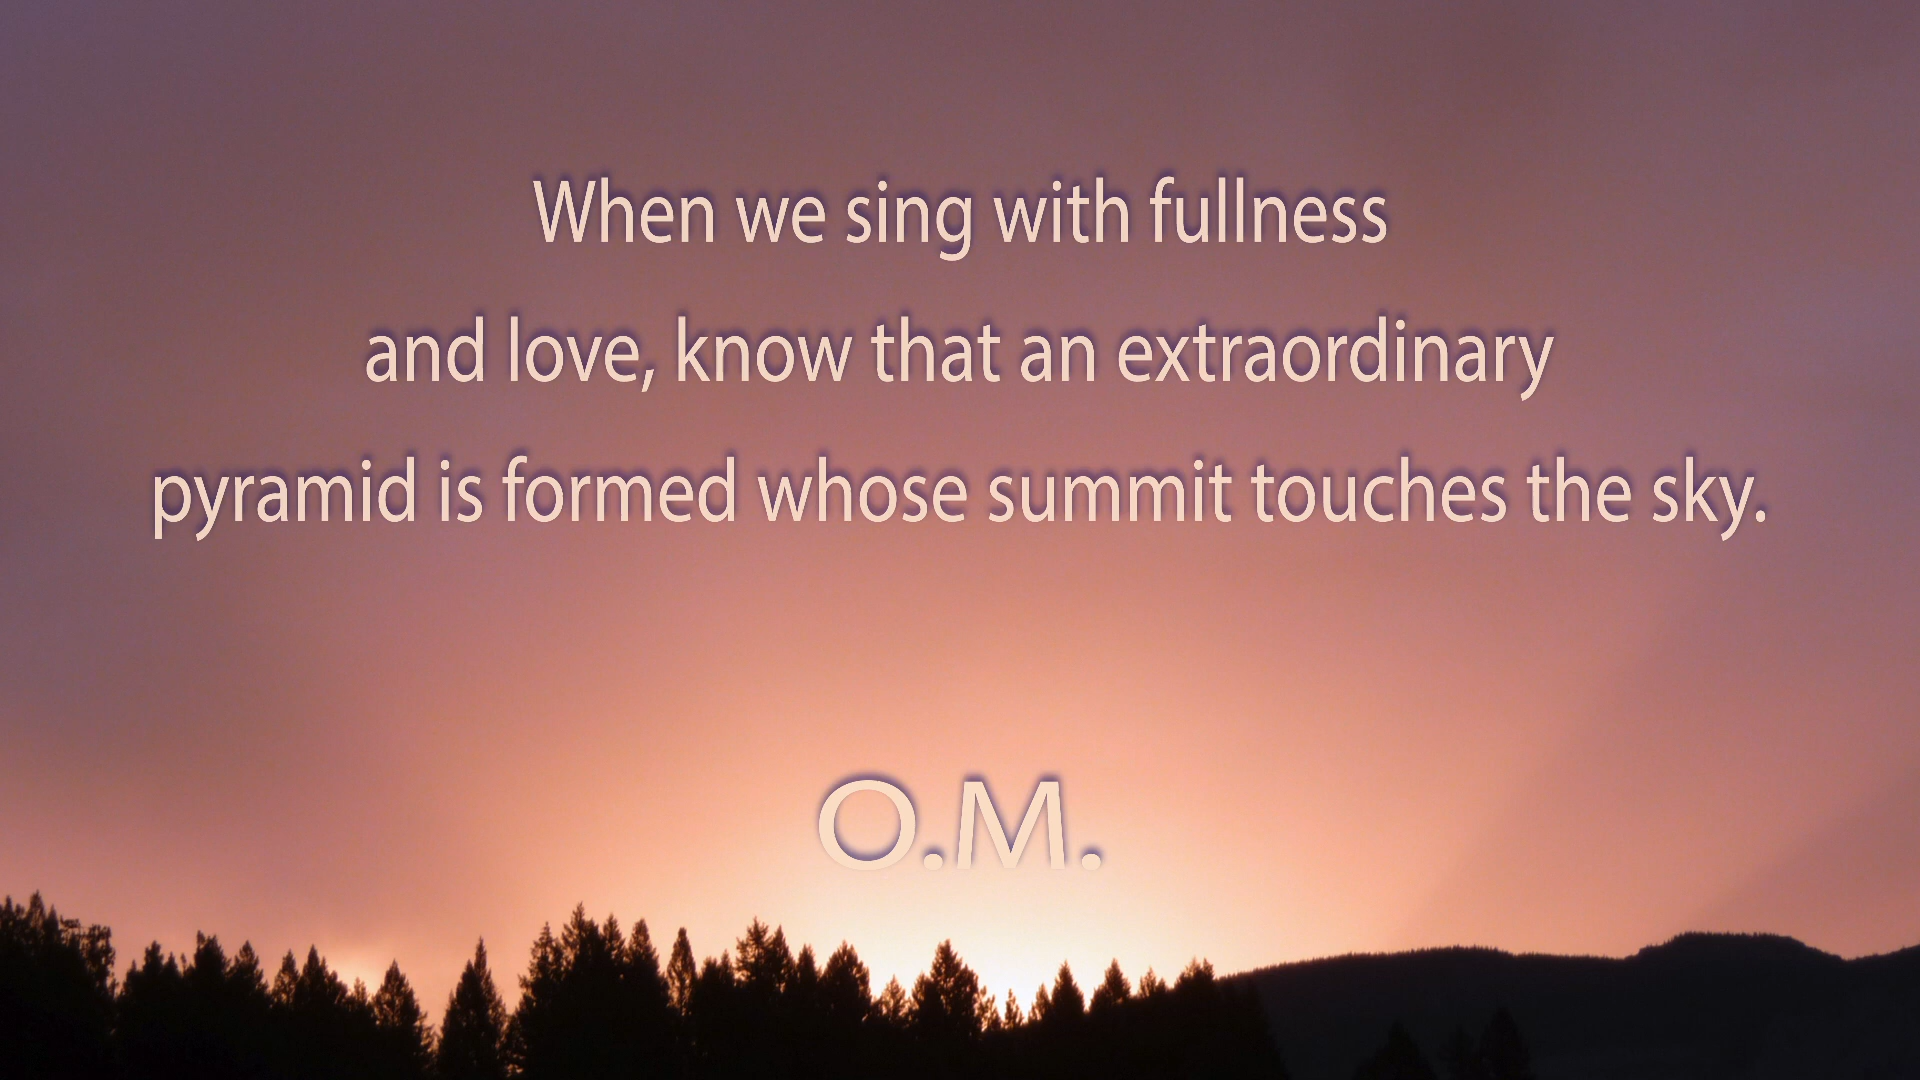 When we sing with fullness
and love, know that an extraordinary
pyramid is formed whose summit touches the sky.
O.M.